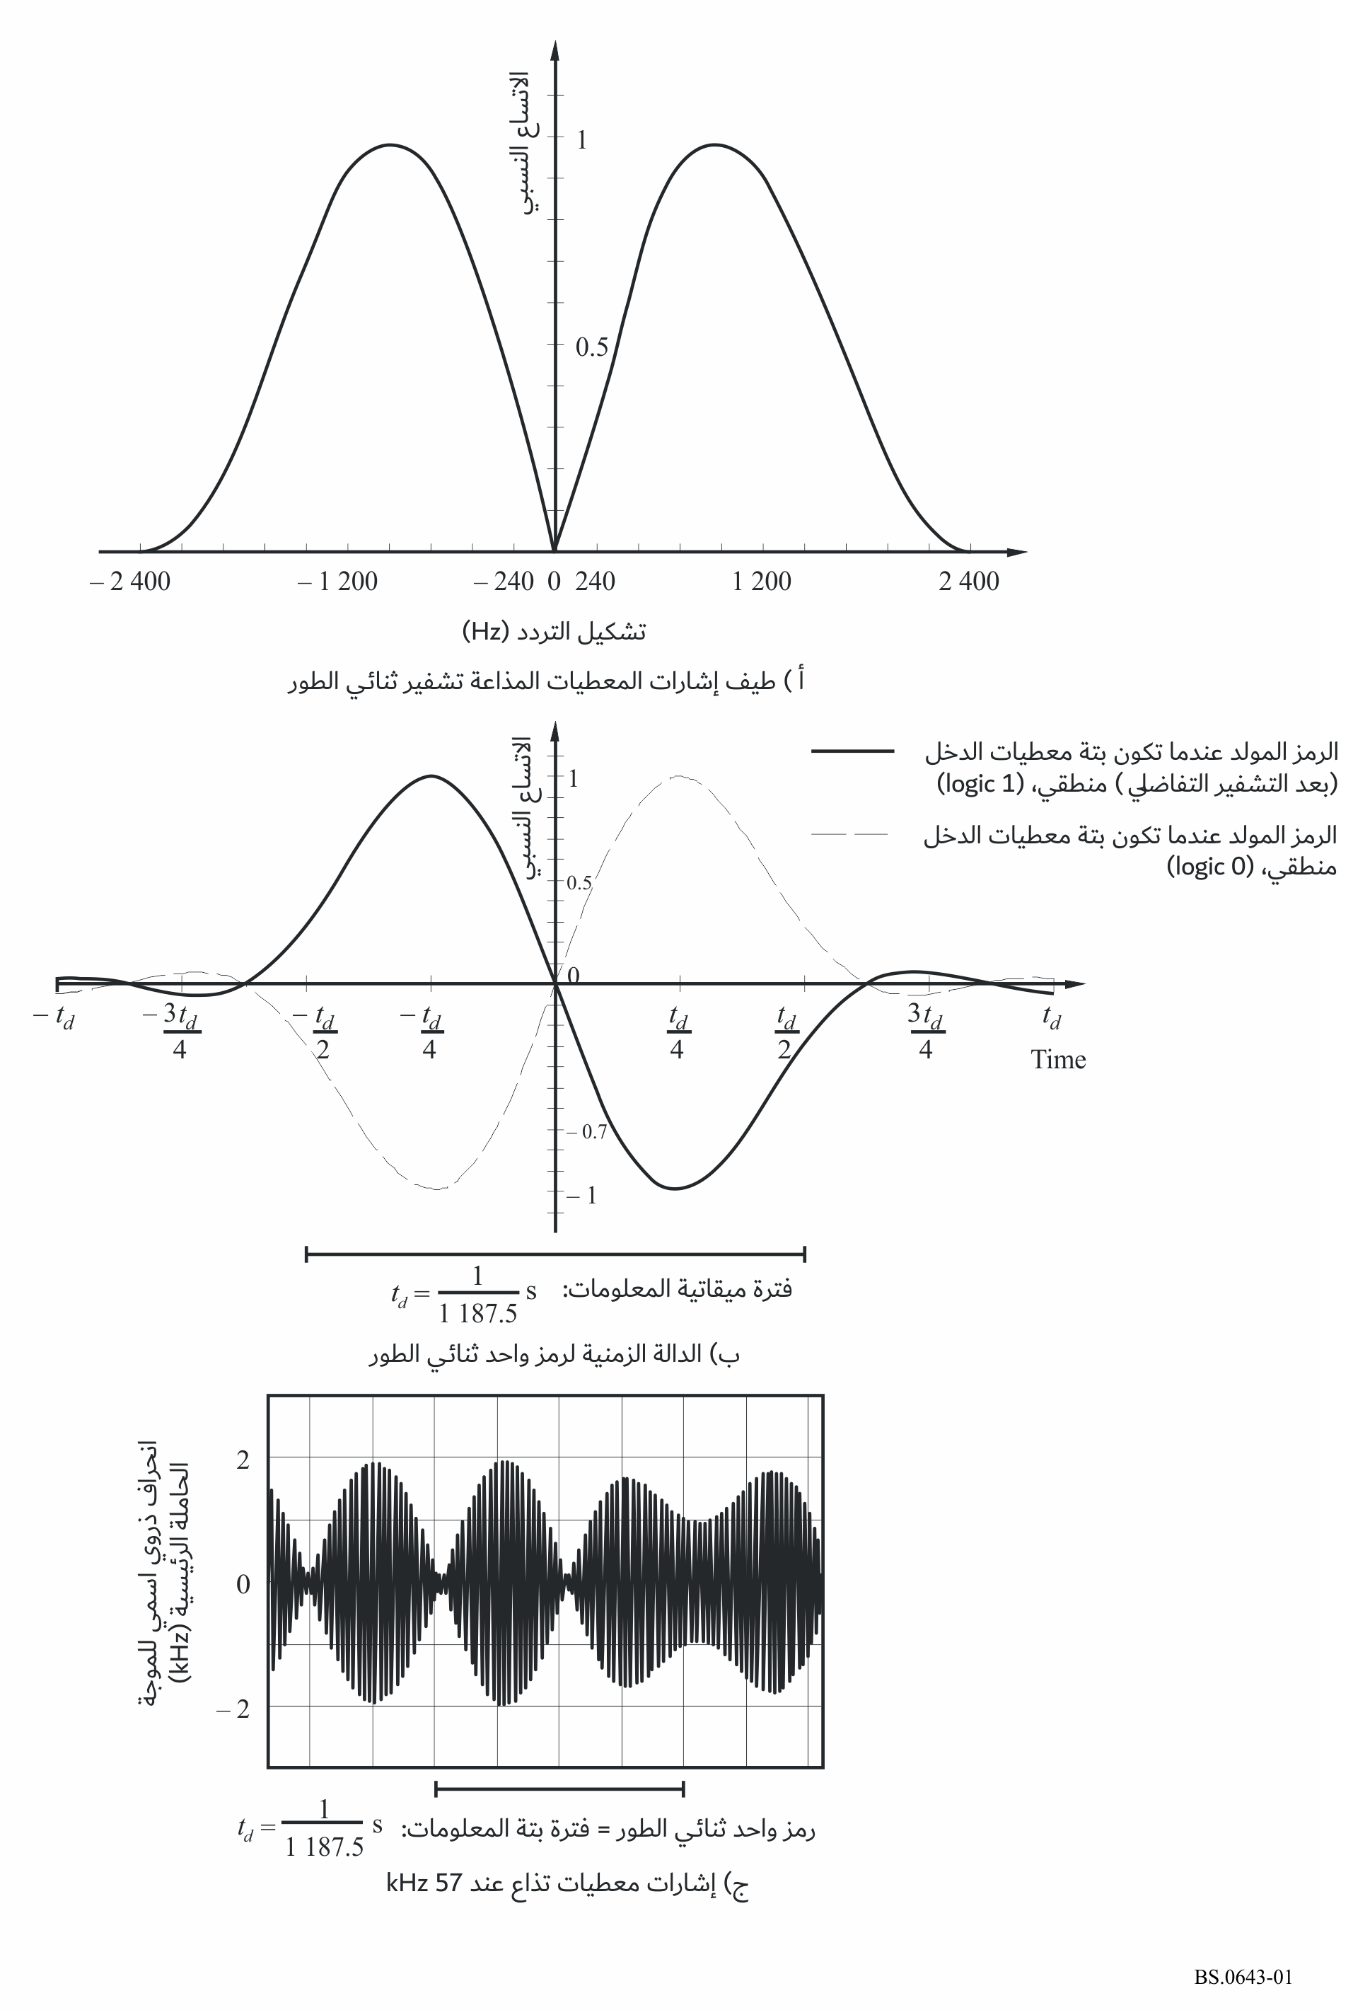 الاتساع النسبي
1
0.5
– 2 400
– 1 200
– 240
0
240
1 200
2 400
تشكيل التردد (Hz)
أ ) طيف إشارات المعطيات المذاعة تشفير ثنائي الطور
الرمز المولد عندما تكون بتة معطيات الدخل
(بعد التشفير التفاضلي ) منطقي، (logic 1)
الرمز المولد عندما تكون بتة معطيات الدخل
منطقي، (logic 0)
الاتساع النسبي
1
0.5
0
– 0.7
– 1
– t_d
– 3t_d/4
– t_d/2
– t_d/4
t_d/4
t_d/2
3t_d/4
t_d
Time
فترة ميقاتية المعلومات: t_d = 1/1 187.5 s
ب) الدالة الزمنية لرمز واحد ثنائي الطور
انحراف ذروي اسمي للموجة
الحاملة الرئيسية (kHz)
2
0
– 2
رمز واحد ثنائي الطور = فترة بتة المعلومات: t_d = 1/1 187.5 s
ج) إشارات معطيات تذاع عند 57 kHz
BS.0643-01